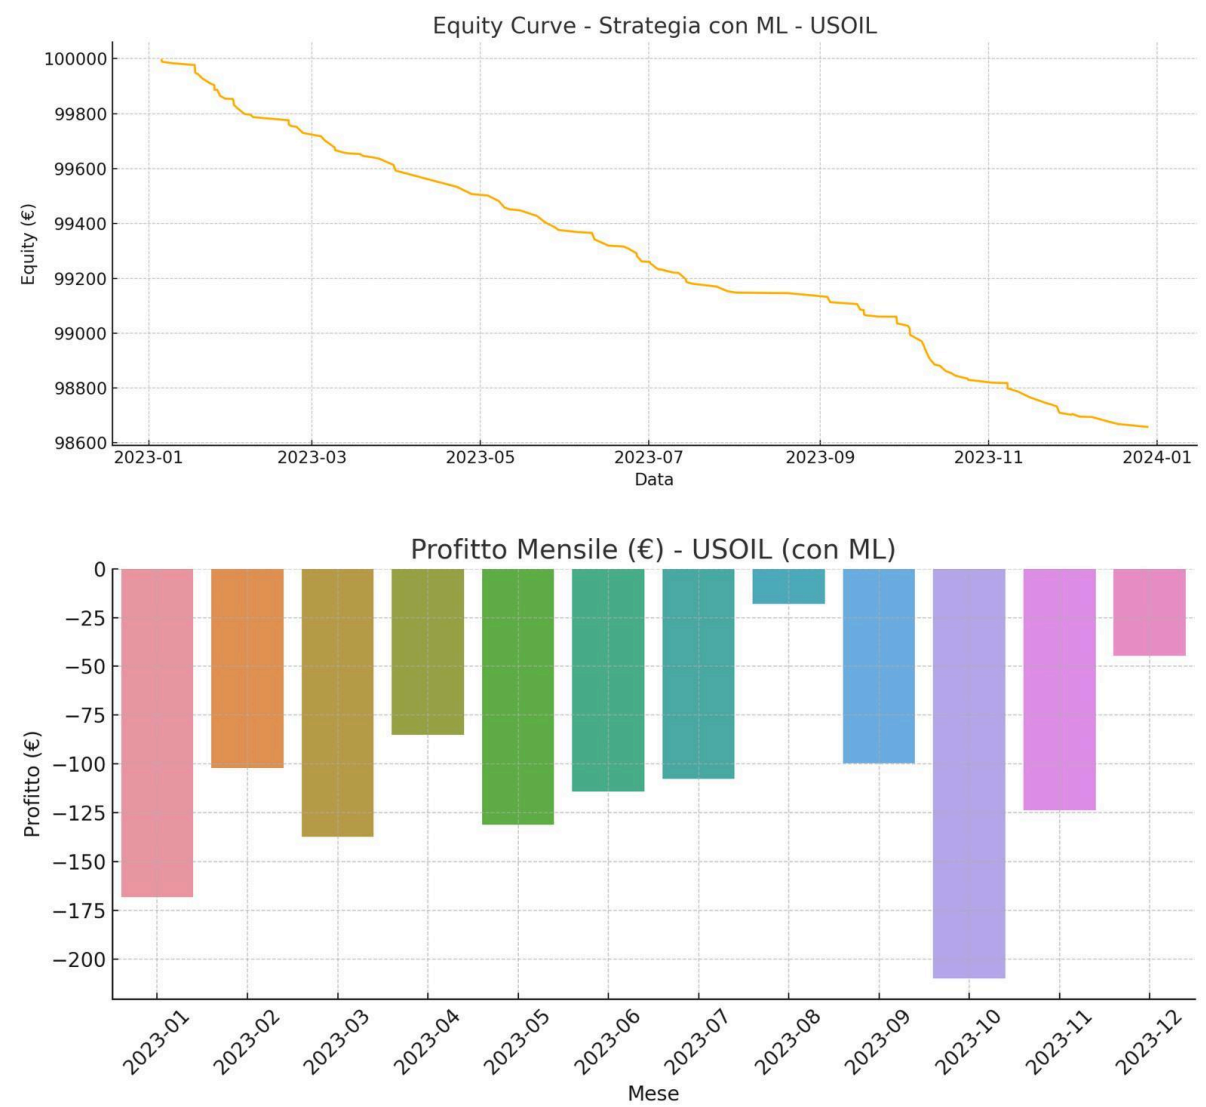 Equity Curve - Strategia con ML - USOIL
Equity (€)
100000
99800
99600
99400
99200
99000
98800
98600
2023-01 2023-03 2023-05 2023-07 2023-09 2023-11 2024-01
Data
Profitto Mensile (€) - USOIL (con ML)
Profitto (€)
0
−25
−50
−75
−100
−125
−150
−175
−200
2023-01 2023-02 2023-03 2023-04 2023-05 2023-06 2023-07 2023-08 2023-09 2023-10 2023-11 2023-12
Mese